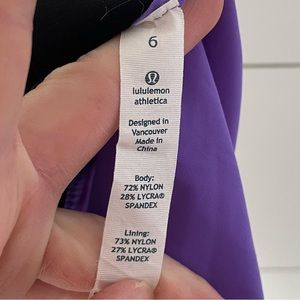 6
lululemon
athletica
Designed in
Vancouver
Made in
China
Body:
72% NYLON
28% LYCRA®
SPANDEX
Lining:
73% NYLON
27% LYCRA®
SPANDEX